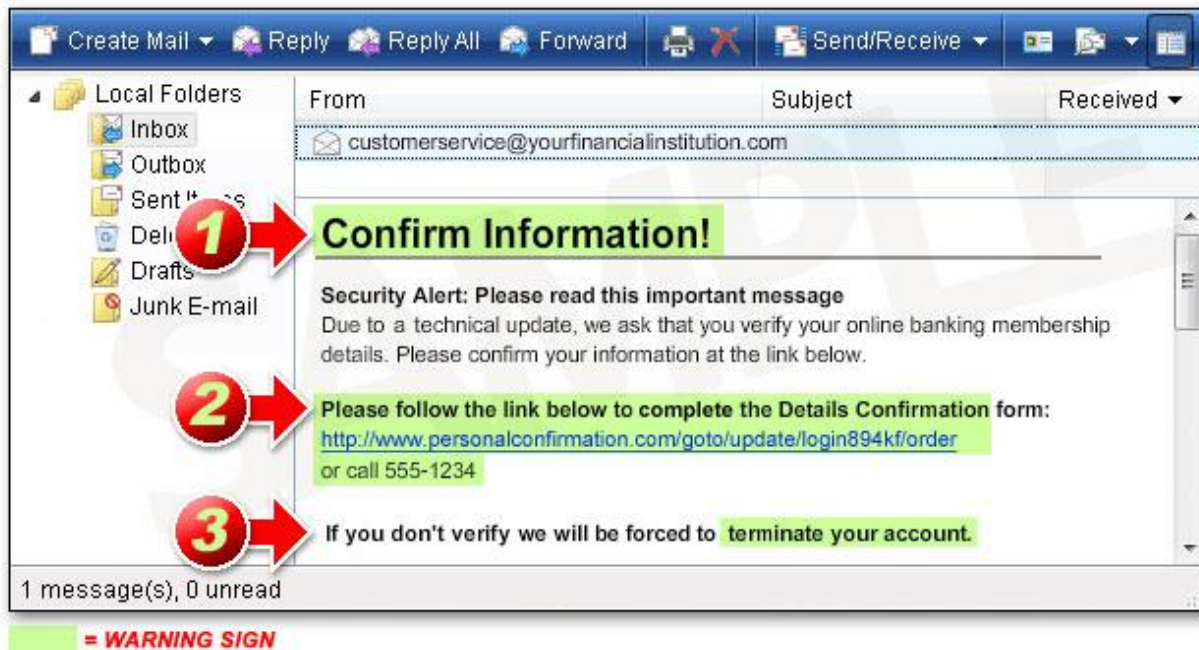 Create Mail Reply Reply All Forward Send/Receive
Local Folders
Inbox
Outbox
Sent Items
Drafts
Junk E-mail
From Subject Received
customerservice@yourfinancialinstitution.com
SAMPLE
1
Confirm Information!
Security Alert: Please read this important message
Due to a technical update, we ask that you verify your online banking membership
details. Please confirm your information at the link below.
2
Please follow the link below to complete the Details Confirmation form:
http://www.personalconfirmation.com/goto/update/login894kf/order
or call 555-1234
3
If you don't verify we will be forced to terminate your account.
1 message(s), 0 unread
= WARNING SIGN